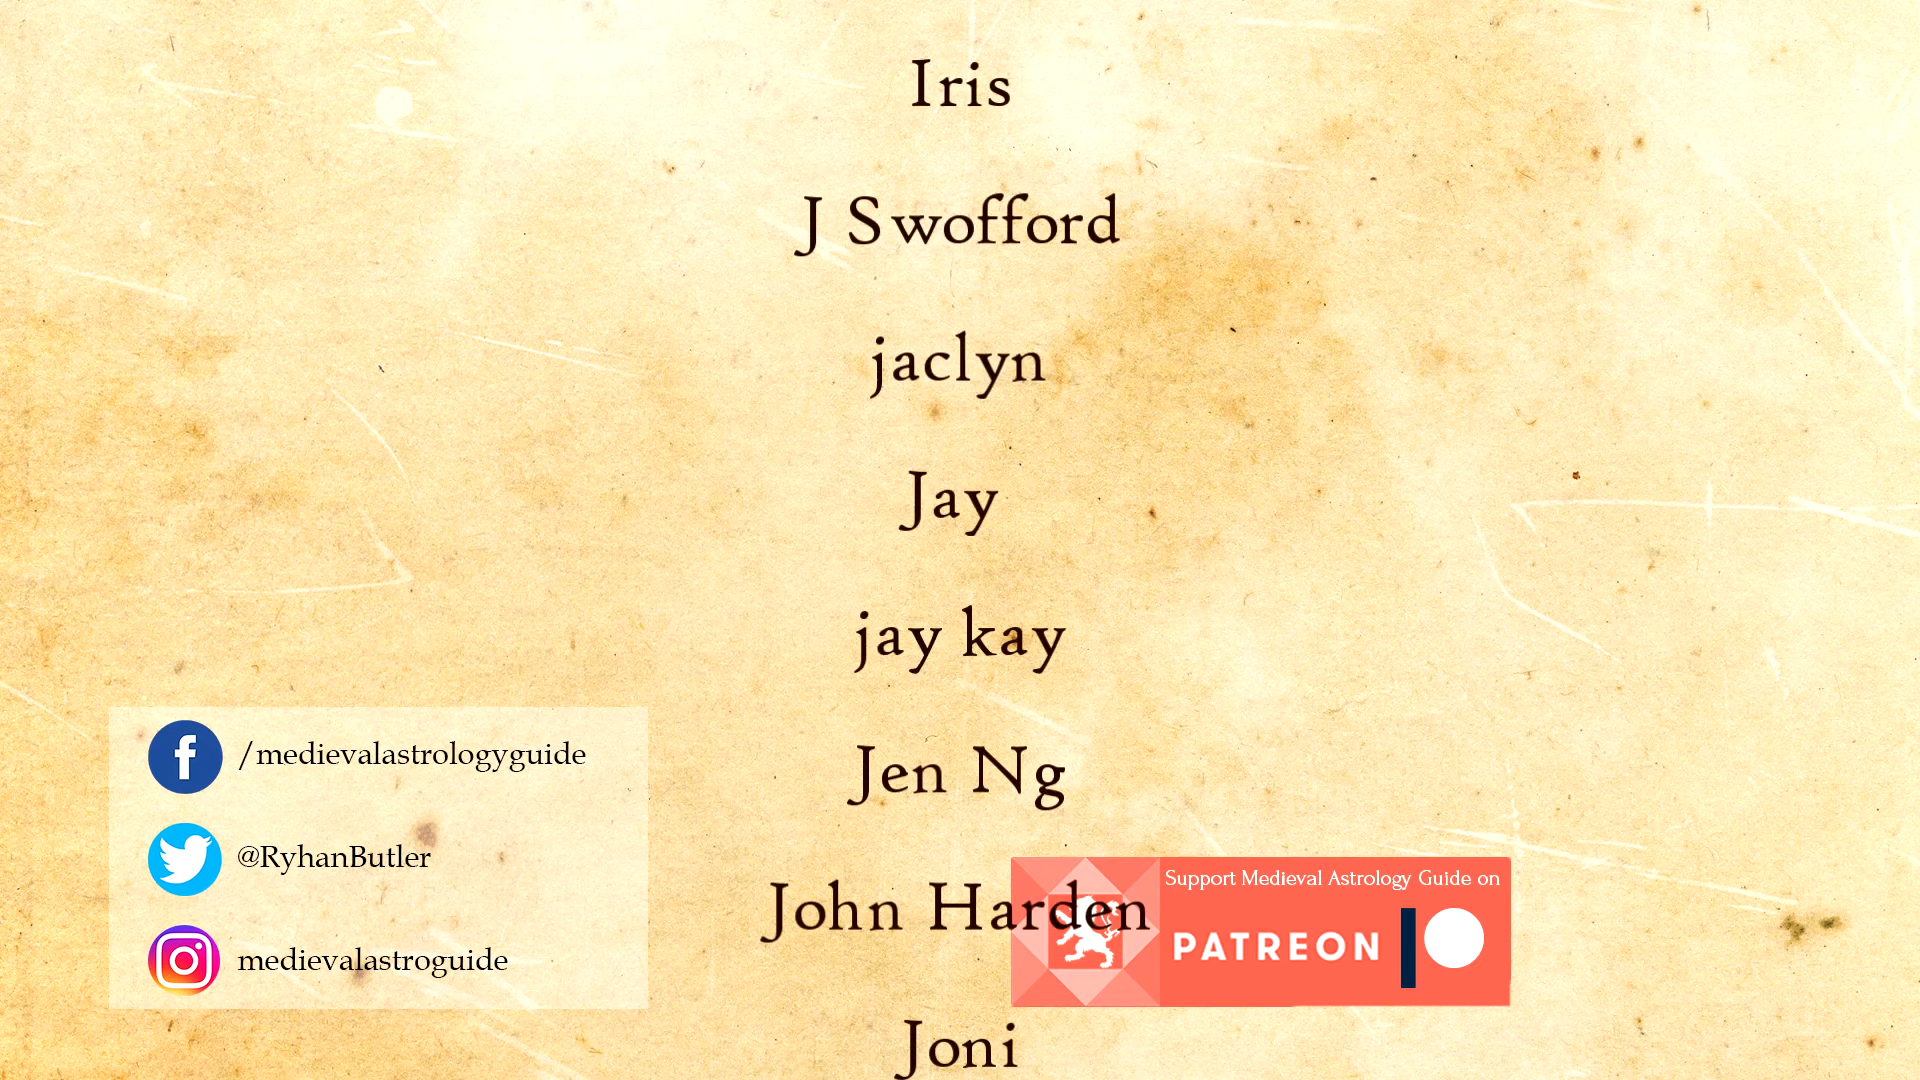 Iris
J Swofford
jaclyn
Jay
jay kay
Jen Ng
John Harden
Joni
/medievalastrologyguide
@RyhanButler
medievalastroguide
Support Medieval Astrology Guide on
PATREON